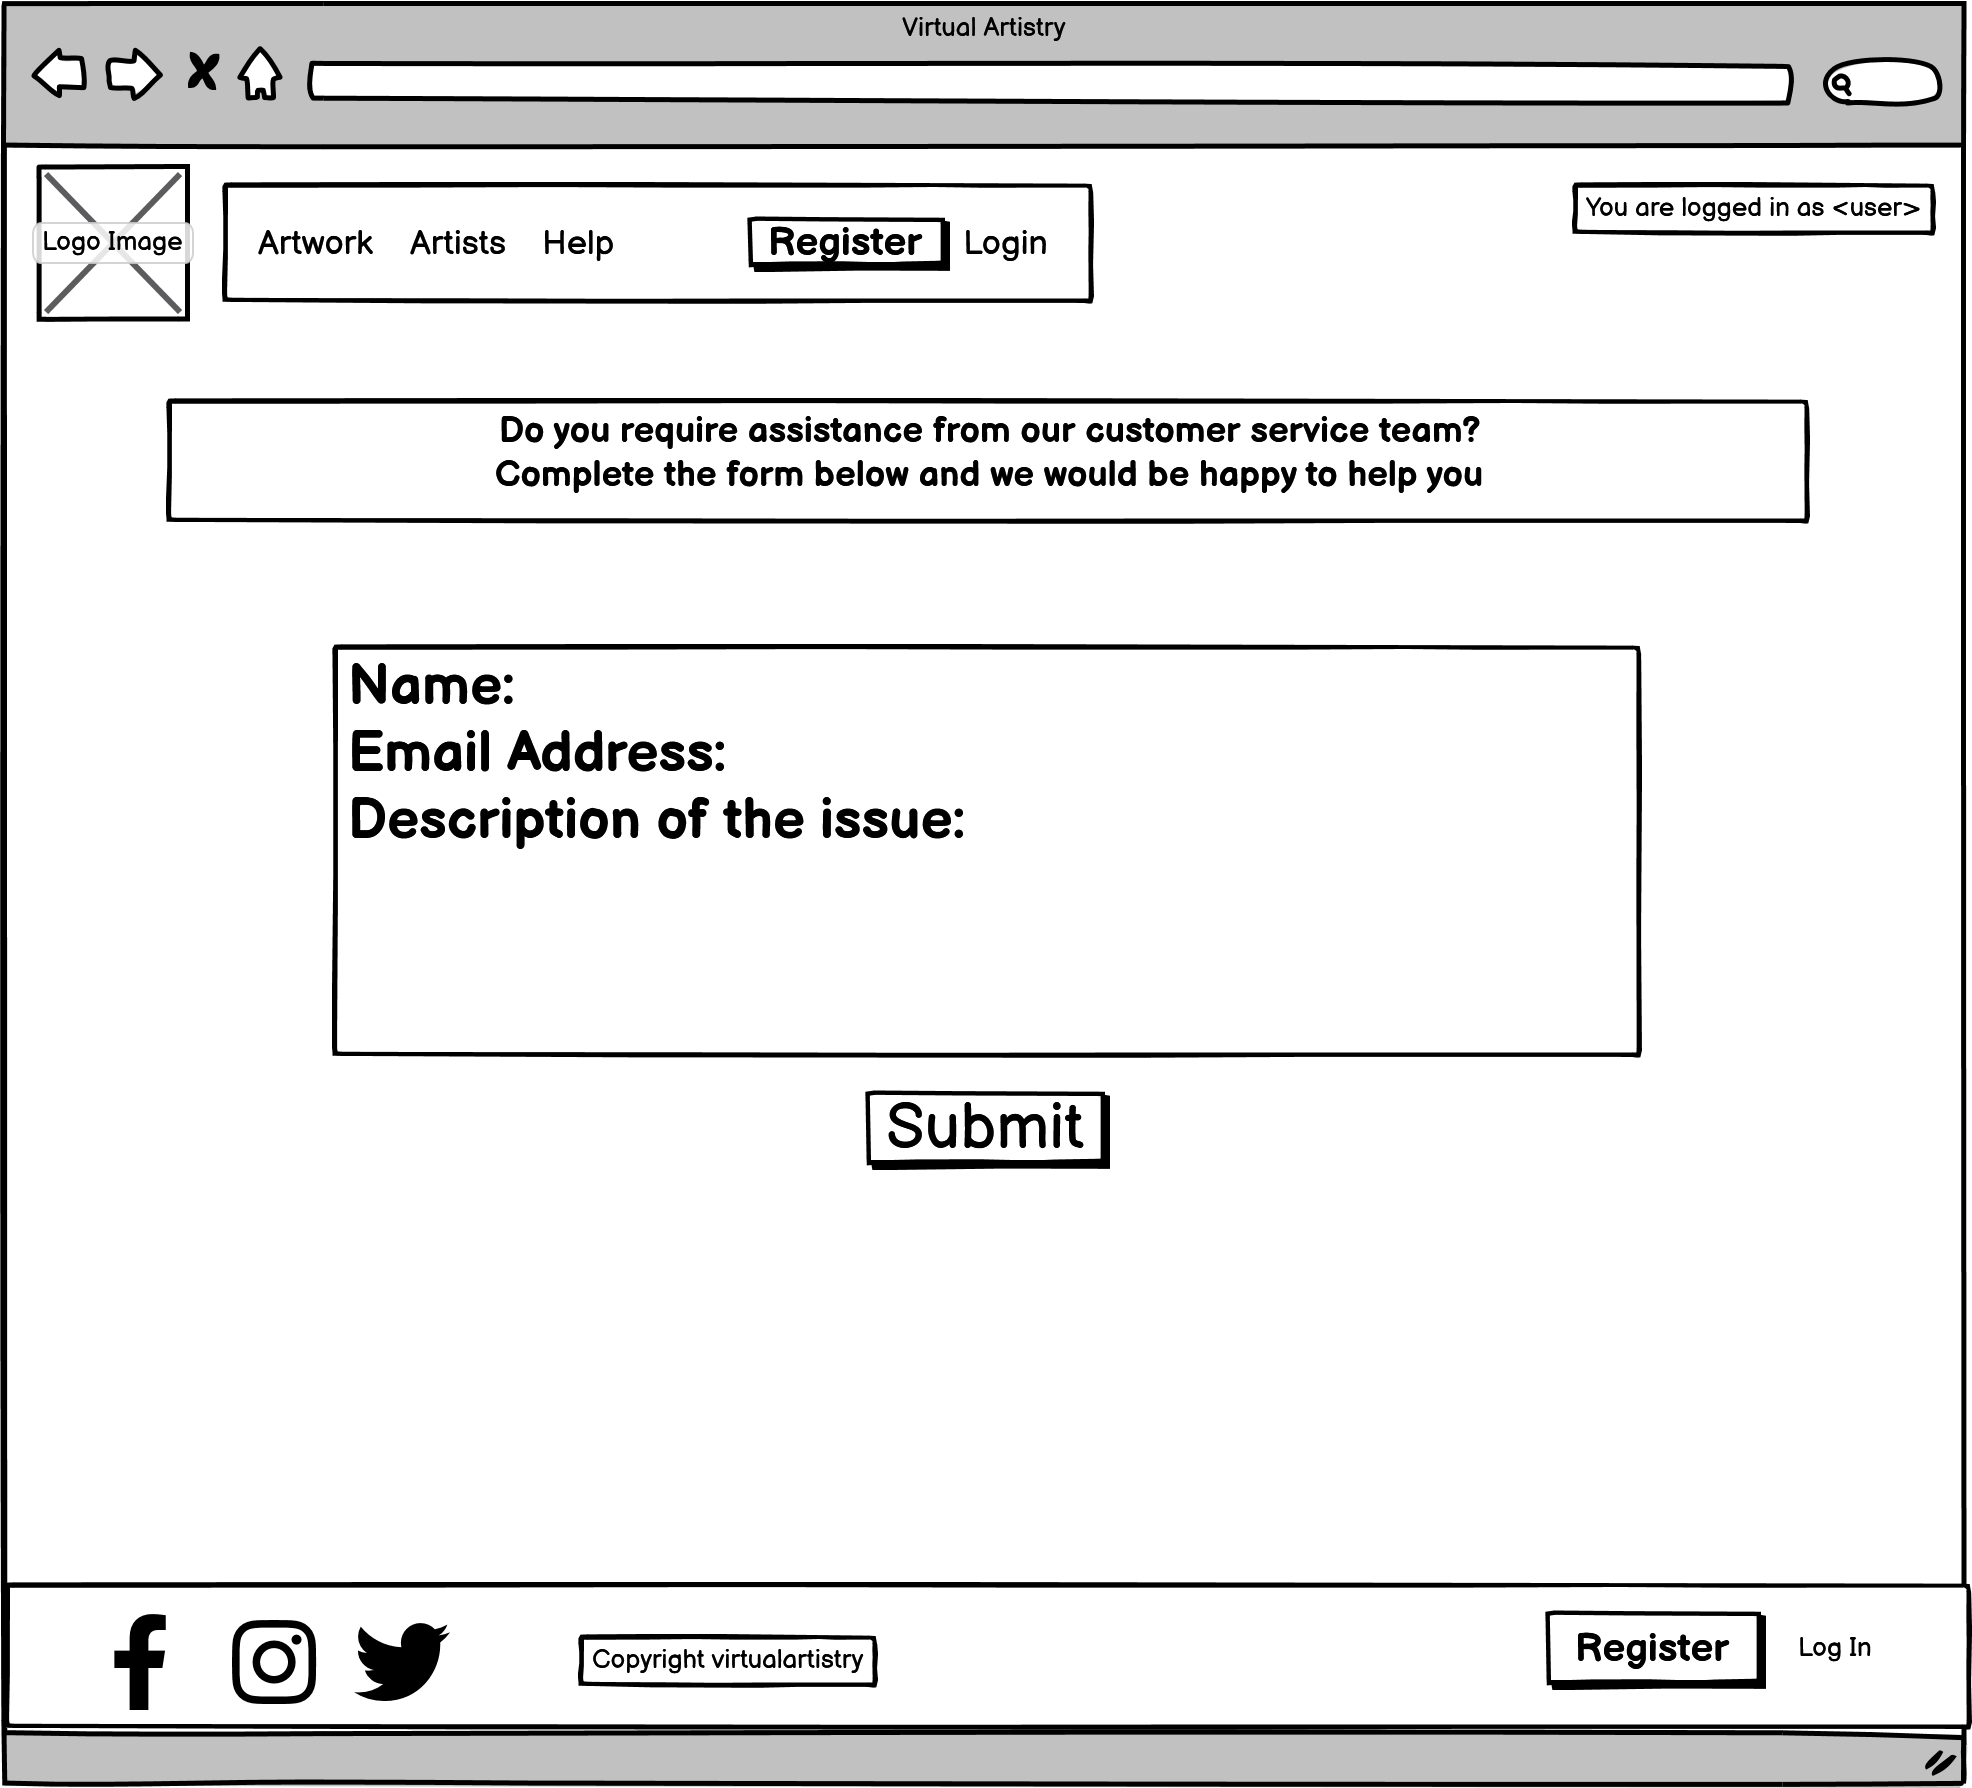 Virtual Artistry
Logo Image
Artwork Artists Help Register Login
You are logged in as <user>
Do you require assistance from our customer service team?
Complete the form below and we would be happy to help you
Name:
Email Address:
Description of the issue:
Submit
Copyright virtualartistry
Register Log In